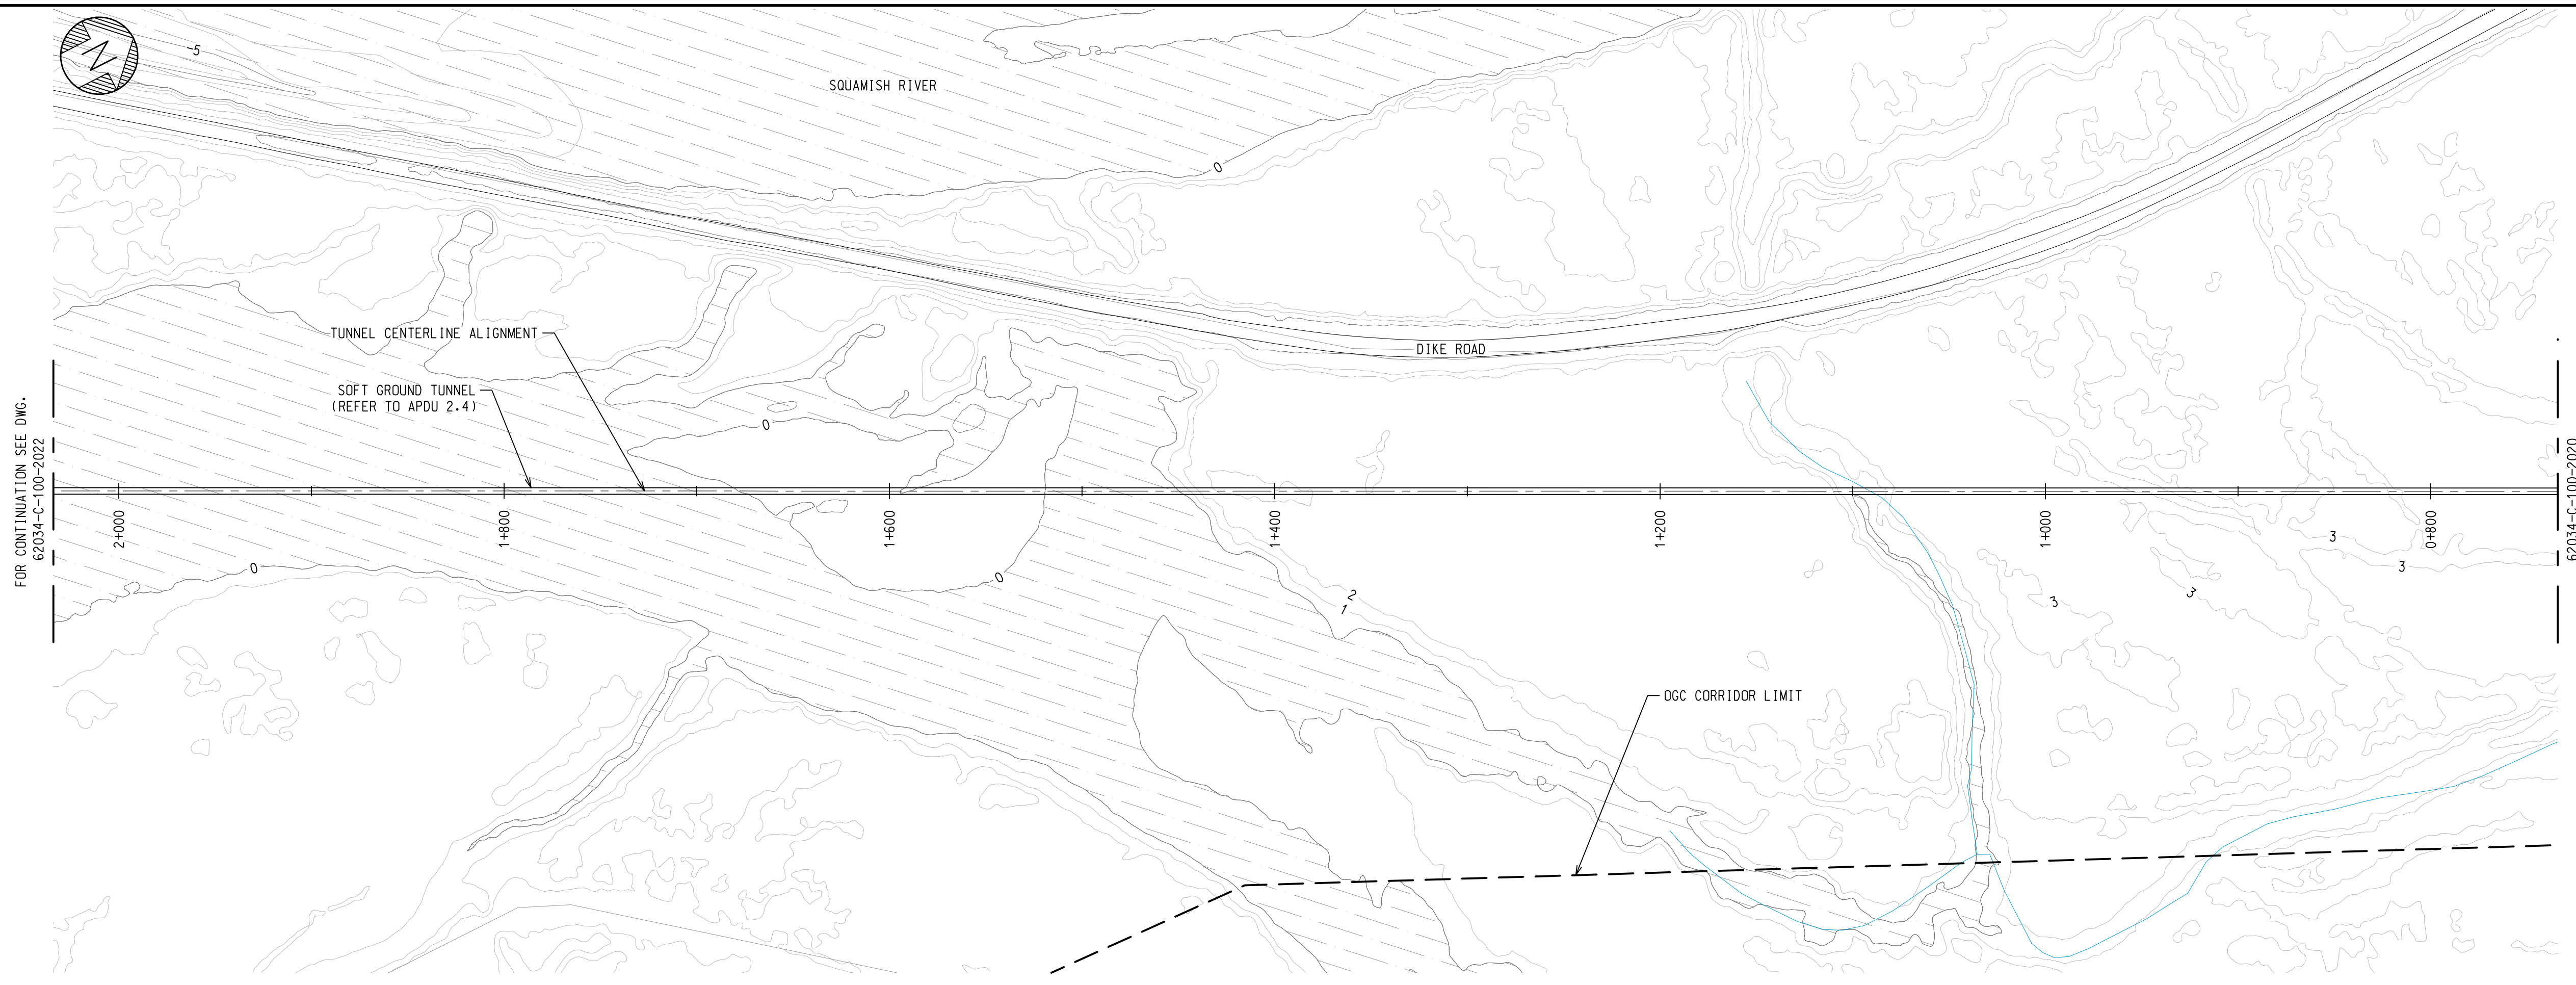 N
-5
SQUAMISH RIVER
0
TUNNEL CENTERLINE ALIGNMENT
DIKE ROAD
SOFT GROUND TUNNEL
(REFER TO APDU 2.4)
0
FOR CONTINUATION SEE DWG.
62034-C-100-2022
2+000
1+800
1+600
1+400
1+200
1+000
0+800
62034-C-100-2020
3
3
0
0
2
1
3
3
OGC CORRIDOR LIMIT